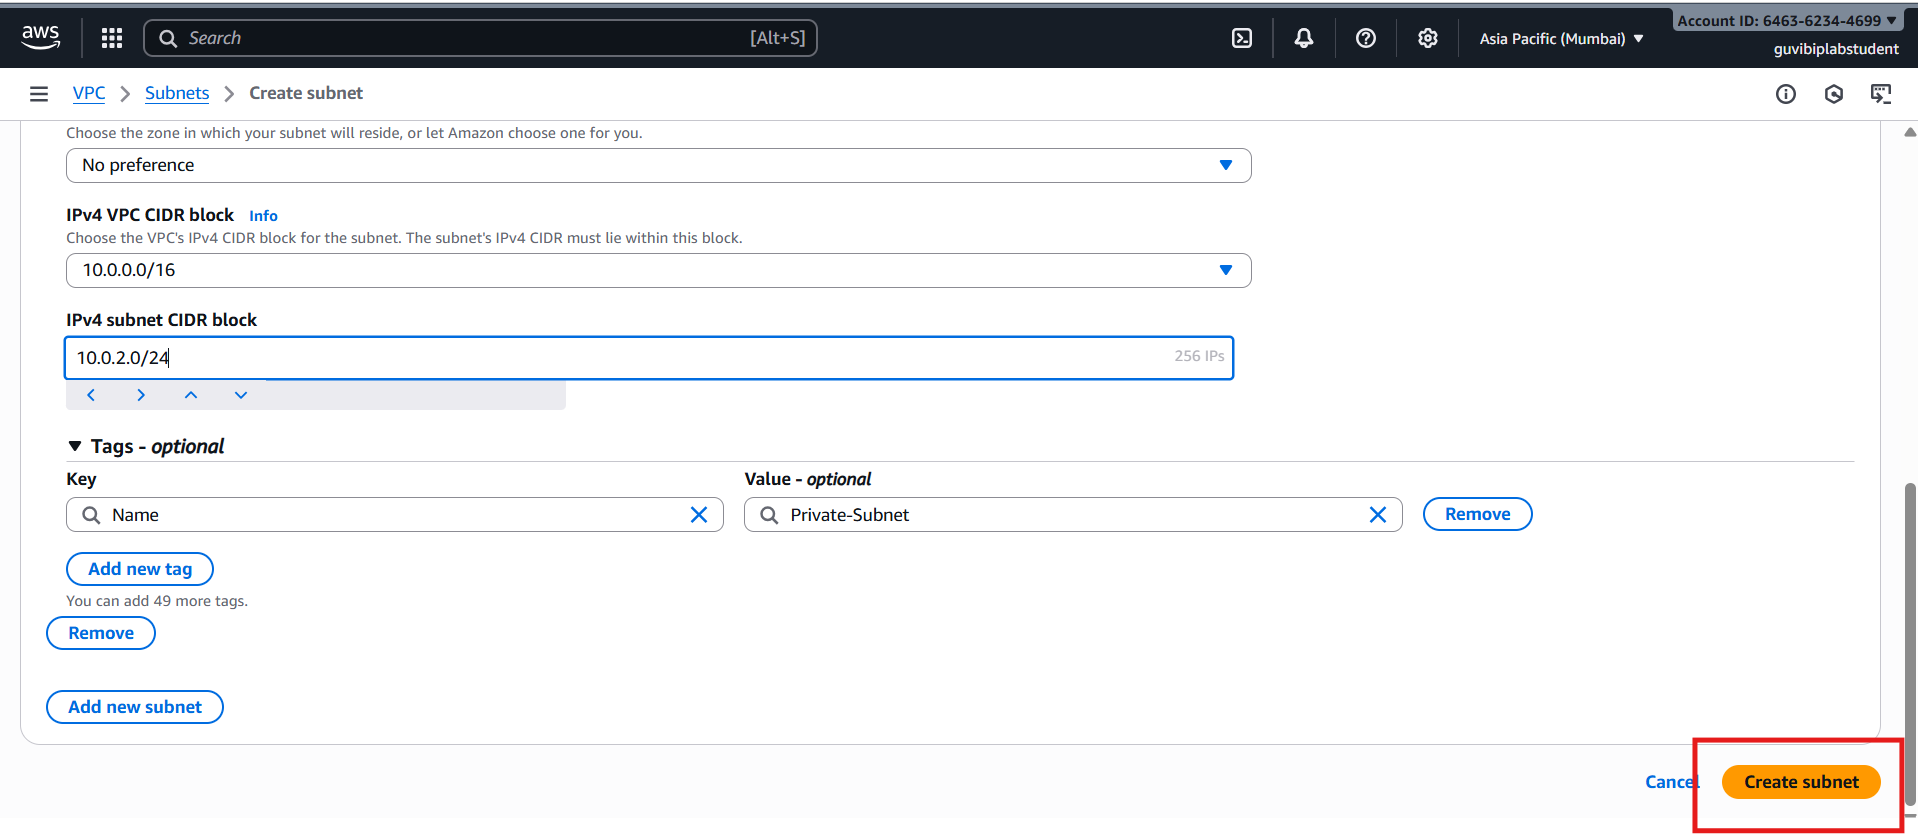 aws
Search [Alt+S]
Asia Pacific (Mumbai)
Account ID: 6463-6234-4699
guvibiplabstudent
VPC > Subnets > Create subnet
Choose the zone in which your subnet will reside, or let Amazon choose one for you.
No preference
IPv4 VPC CIDR block Info
Choose the VPC's IPv4 CIDR block for the subnet. The subnet's IPv4 CIDR must lie within this block.
10.0.0.0/16
IPv4 subnet CIDR block
10.0.2.0/24 256 IPs
Tags - optional
Key Value - optional
Name Private-Subnet Remove
Add new tag
You can add 49 more tags.
Remove
Add new subnet
Cancel Create subnet